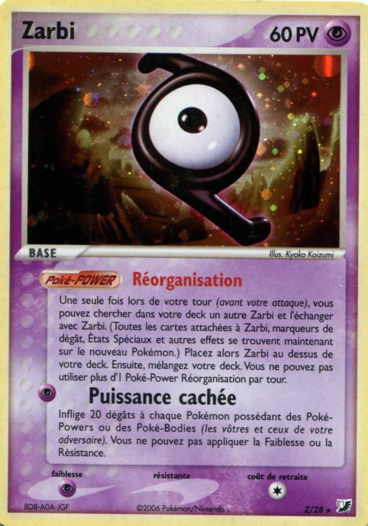 Zarbi
60 PV
BASE
Illus. Kyoko Koizumi
Poké-POWER Réorganisation
Une seule fois lors de votre tour (avant votre attaque), vous
pouvez chercher dans votre deck un autre Zarbi et l'échanger
avec Zarbi. (Toutes les cartes attachées à Zarbi, marqueurs de
dégât, États Spéciaux et autres effets se trouvent maintenant
sur le nouveau Pokémon.) Placez alors Zarbi au dessus de
votre deck. Ensuite, mélangez votre deck. Vous ne pouvez pas
utiliser plus d'1 Poké-Power Réorganisation par tour.
Puissance cachée
Inflige 20 dégâts à chaque Pokémon possédant des Poké-
Powers ou des Poké-Bodies (les vôtres et ceux de votre
adversaire). Vous ne pouvez pas appliquer la Faiblesse ou la
Résistance.
faiblesse
résistance
coût de retraite
8D8-A0A-JGF
©2006 Pokémon/Nintendo
Z/28 ★